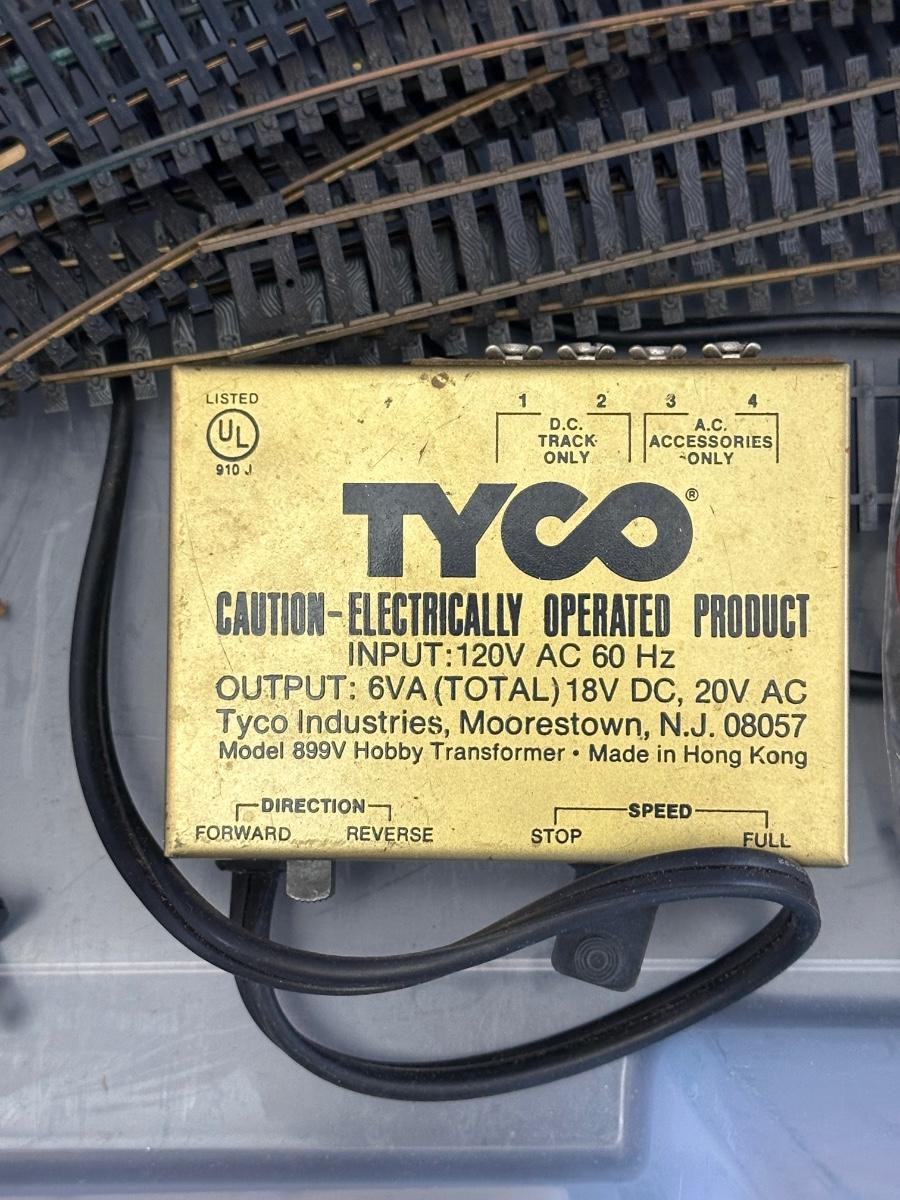 LISTED
UL
910 J
1 2 3 4
D.C. TRACK ONLY
A.C. ACCESSORIES ONLY
TYCO®
CAUTION-ELECTRICALLY OPERATED PRODUCT
INPUT:120V AC 60 Hz
OUTPUT: 6VA (TOTAL) 18V DC, 20V AC
Tyco Industries, Moorestown, N.J. 08057
Model 899V Hobby Transformer • Made in Hong Kong
DIRECTION
FORWARD REVERSE
SPEED
STOP FULL